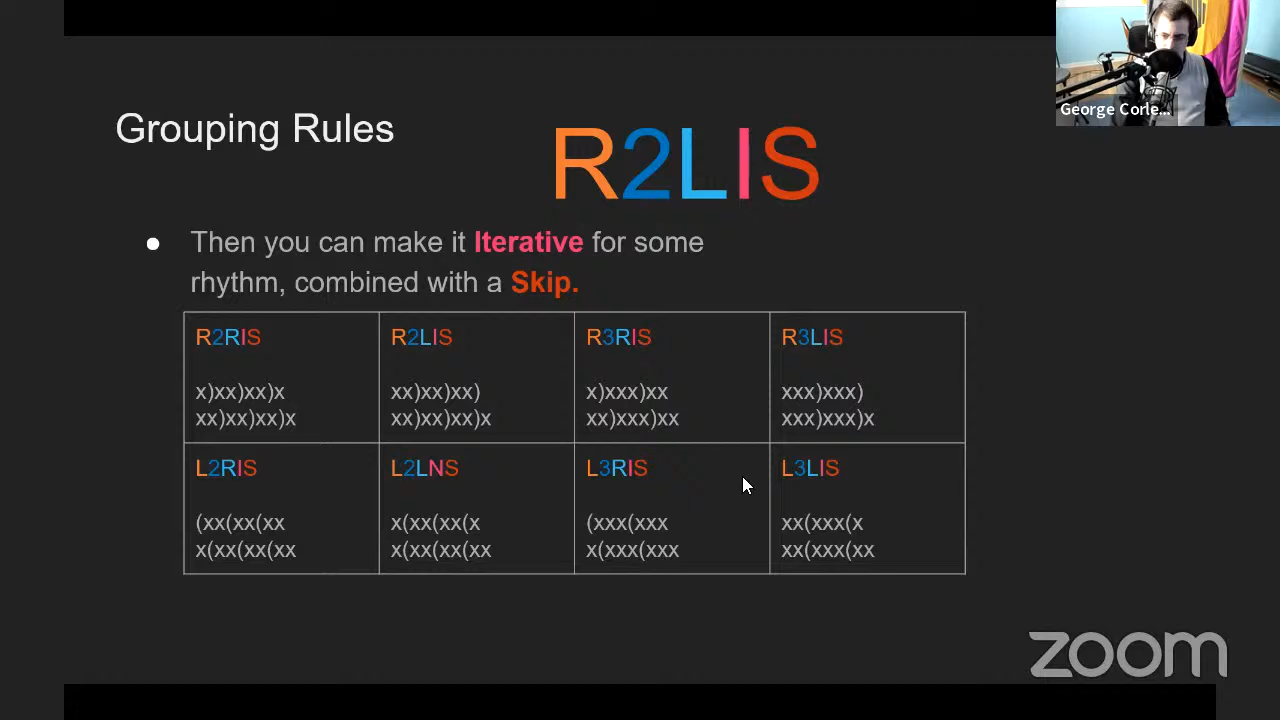 George Corle...
Grouping Rules
R2LIS
● Then you can make it Iterative for some
rhythm, combined with a Skip.
R2RIS
x)xx)xx)x
xx)xx)xx)x
R2LIS
xx)xx)xx)
xx)xx)xx)x
R3RIS
x)xxx)xx
xx)xxx)xx
R3LIS
xxx)xxx)
xxx)xxx)x
L2RIS
(xx(xx(xx
x(xx(xx(xx
L2LNS
x(xx(xx(x
x(xx(xx(xx
L3RIS
(xxx(xxx
x(xxx(xxx
L3LIS
xx(xxx(x
xx(xxx(xx
zoom